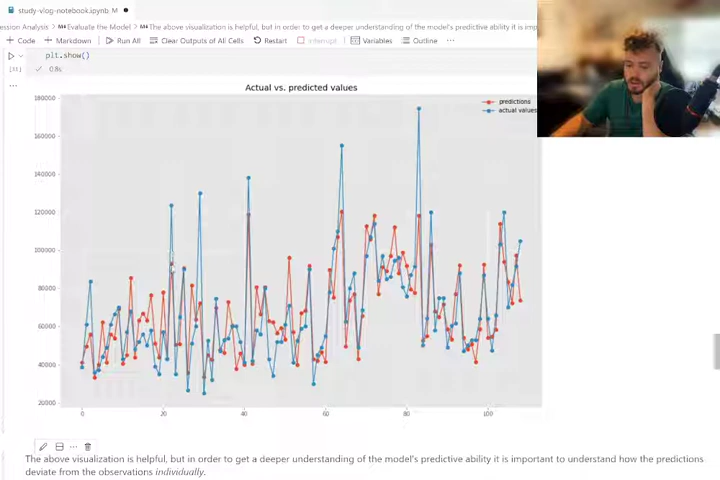 study-vlog-notebook.ipynb M
ession Analysis > M Evaluate the Model > M The above visualization is helpful, but in order to get a deeper understanding of the model's predictive ability it is imp
+ Code + Markdown Run All Clear Outputs of All Cells Restart Interrupt Variables Outline ...
plt.show()
0.8s
Actual vs. predicted values
predictions
actual values
180000
160000
140000
120000
100000
80000
60000
40000
20000
0 20 40 60 80 100
The above visualization is helpful, but in order to get a deeper understanding of the model's predictive ability it is important to understand how the predictions
deviate from the observations individually.